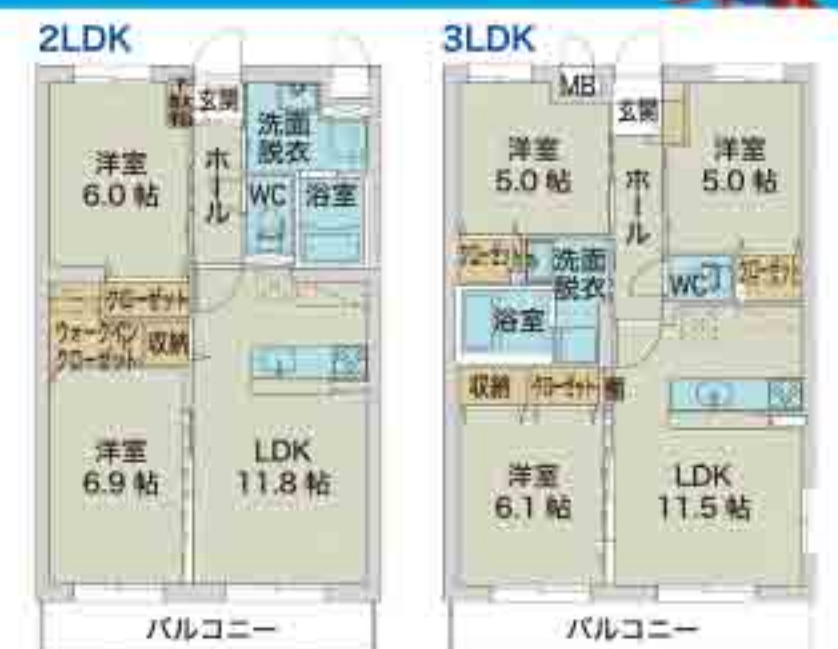 2LDK
玄関
洗面
脱衣
洋室
6.0 帖
ホール
WC
浴室
クローゼット
ウォークイン
クローゼット
収納
洋室
6.9 帖
LDK
11.8 帖
バルコニー
3LDK
MB
玄関
洋室
5.0 帖
洋室
5.0 帖
ホール
クローゼット
洗面
脱衣
WC
クローゼット
浴室
収納
クローゼット
洋室
6.1 帖
LDK
11.5 帖
バルコニー